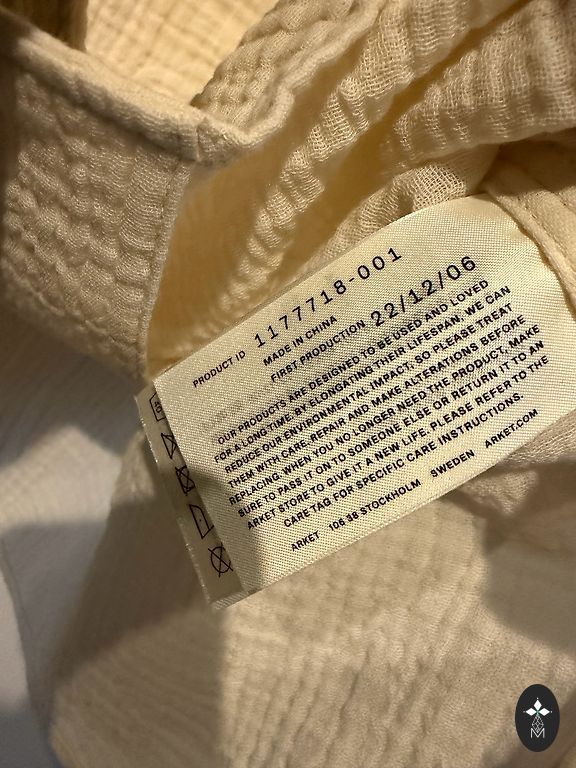 PRODUCT ID 1177718-001
MADE IN CHINA
FIRST PRODUCTION 22/12/06
OUR PRODUCTS ARE DESIGNED TO BE USED AND LOVED
FOR A LONG TIME. BY ELONGATING THEIR LIFESPAN, WE CAN
REDUCE OUR ENVIRONMENTAL IMPACT, SO PLEASE TREAT
THEM WITH CARE. REPAIR AND MAKE ALTERATIONS BEFORE
REPLACING. WHEN YOU NO LONGER NEED THE PRODUCT, MAKE
SURE TO PASS IT ON TO SOMEONE ELSE OR RETURN IT TO AN
ARKET STORE TO GIVE IT A NEW LIFE. PLEASE REFER TO THE
CARE TAG FOR SPECIFIC CARE INSTRUCTIONS.
ARKET 106 38 STOCKHOLM SWEDEN ARKET.COM
M